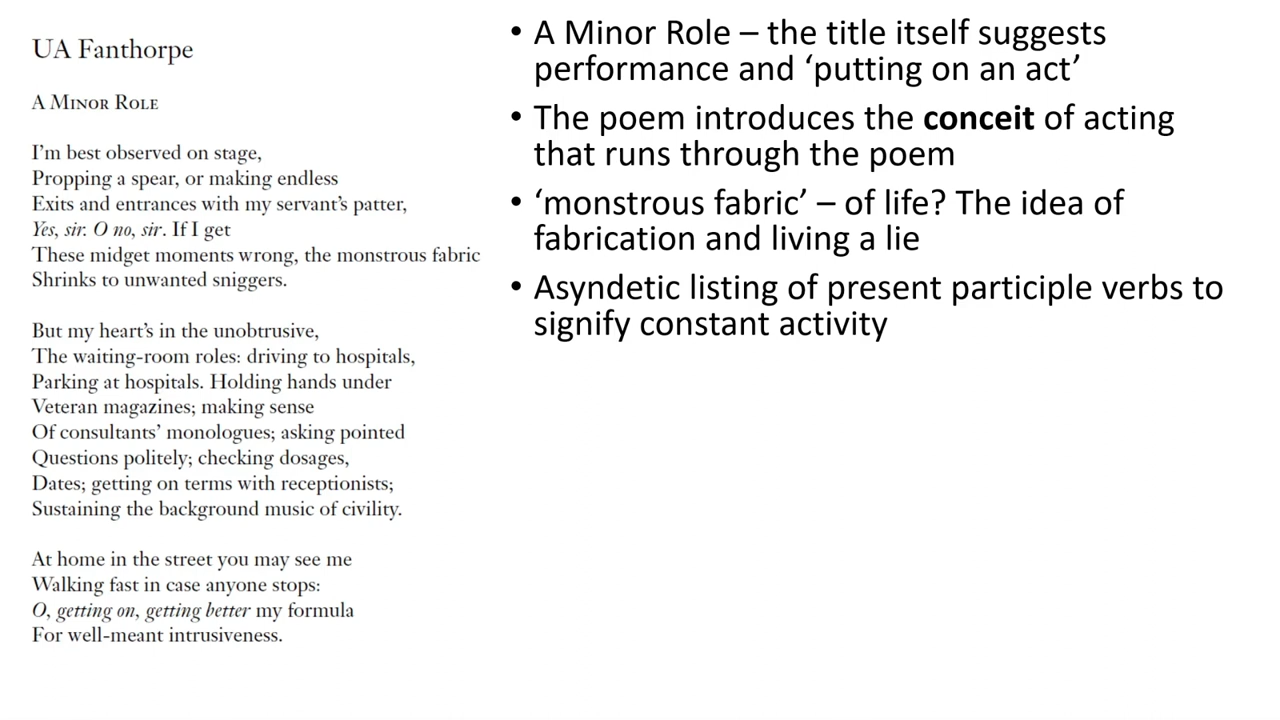 UA Fanthorpe
A Minor Role
I'm best observed on stage,
Propping a spear, or making endless
Exits and entrances with my servant's patter,
Yes, sir. O no, sir. If I get
These midget moments wrong, the monstrous fabric
Shrinks to unwanted sniggers.
But my heart's in the unobtrusive,
The waiting-room roles: driving to hospitals,
Parking at hospitals. Holding hands under
Veteran magazines; making sense
Of consultants' monologues; asking pointed
Questions politely; checking dosages,
Dates; getting on terms with receptionists;
Sustaining the background music of civility.
At home in the street you may see me
Walking fast in case anyone stops:
O, getting on, getting better my formula
For well-meant intrusiveness.
• A Minor Role – the title itself suggests
performance and ‘putting on an act’
• The poem introduces the conceit of acting
that runs through the poem
• ‘monstrous fabric’ – of life? The idea of
fabrication and living a lie
• Asyndetic listing of present participle verbs to
signify constant activity